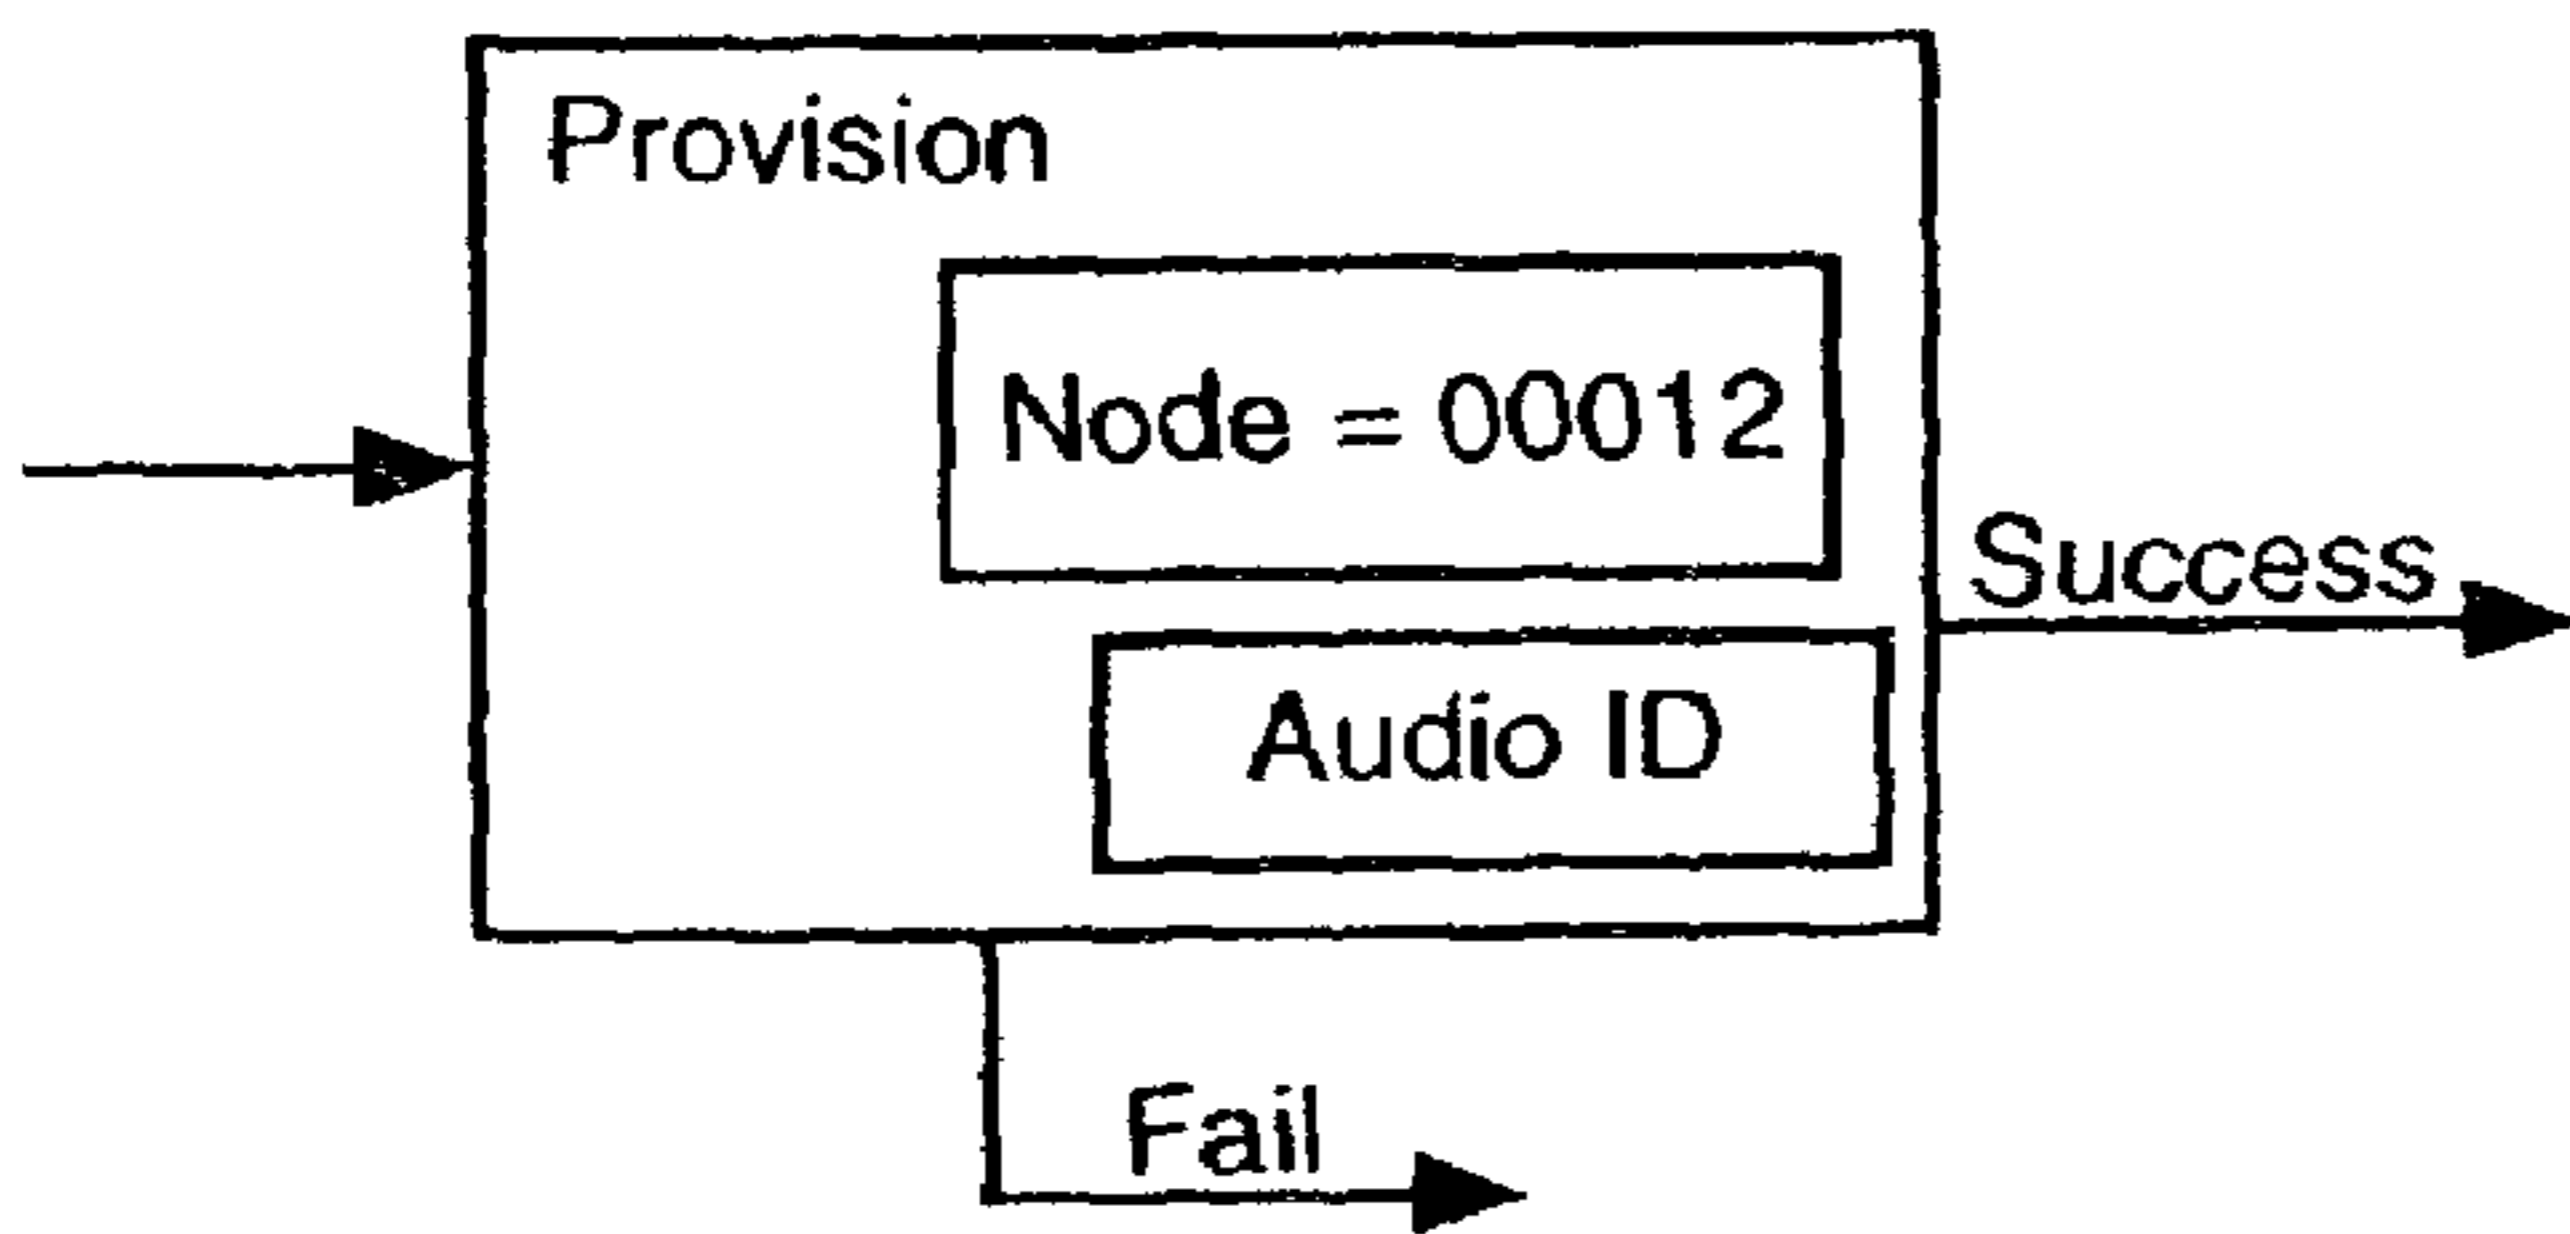 Provision
Node = 00012
Success
Audio ID
Fail